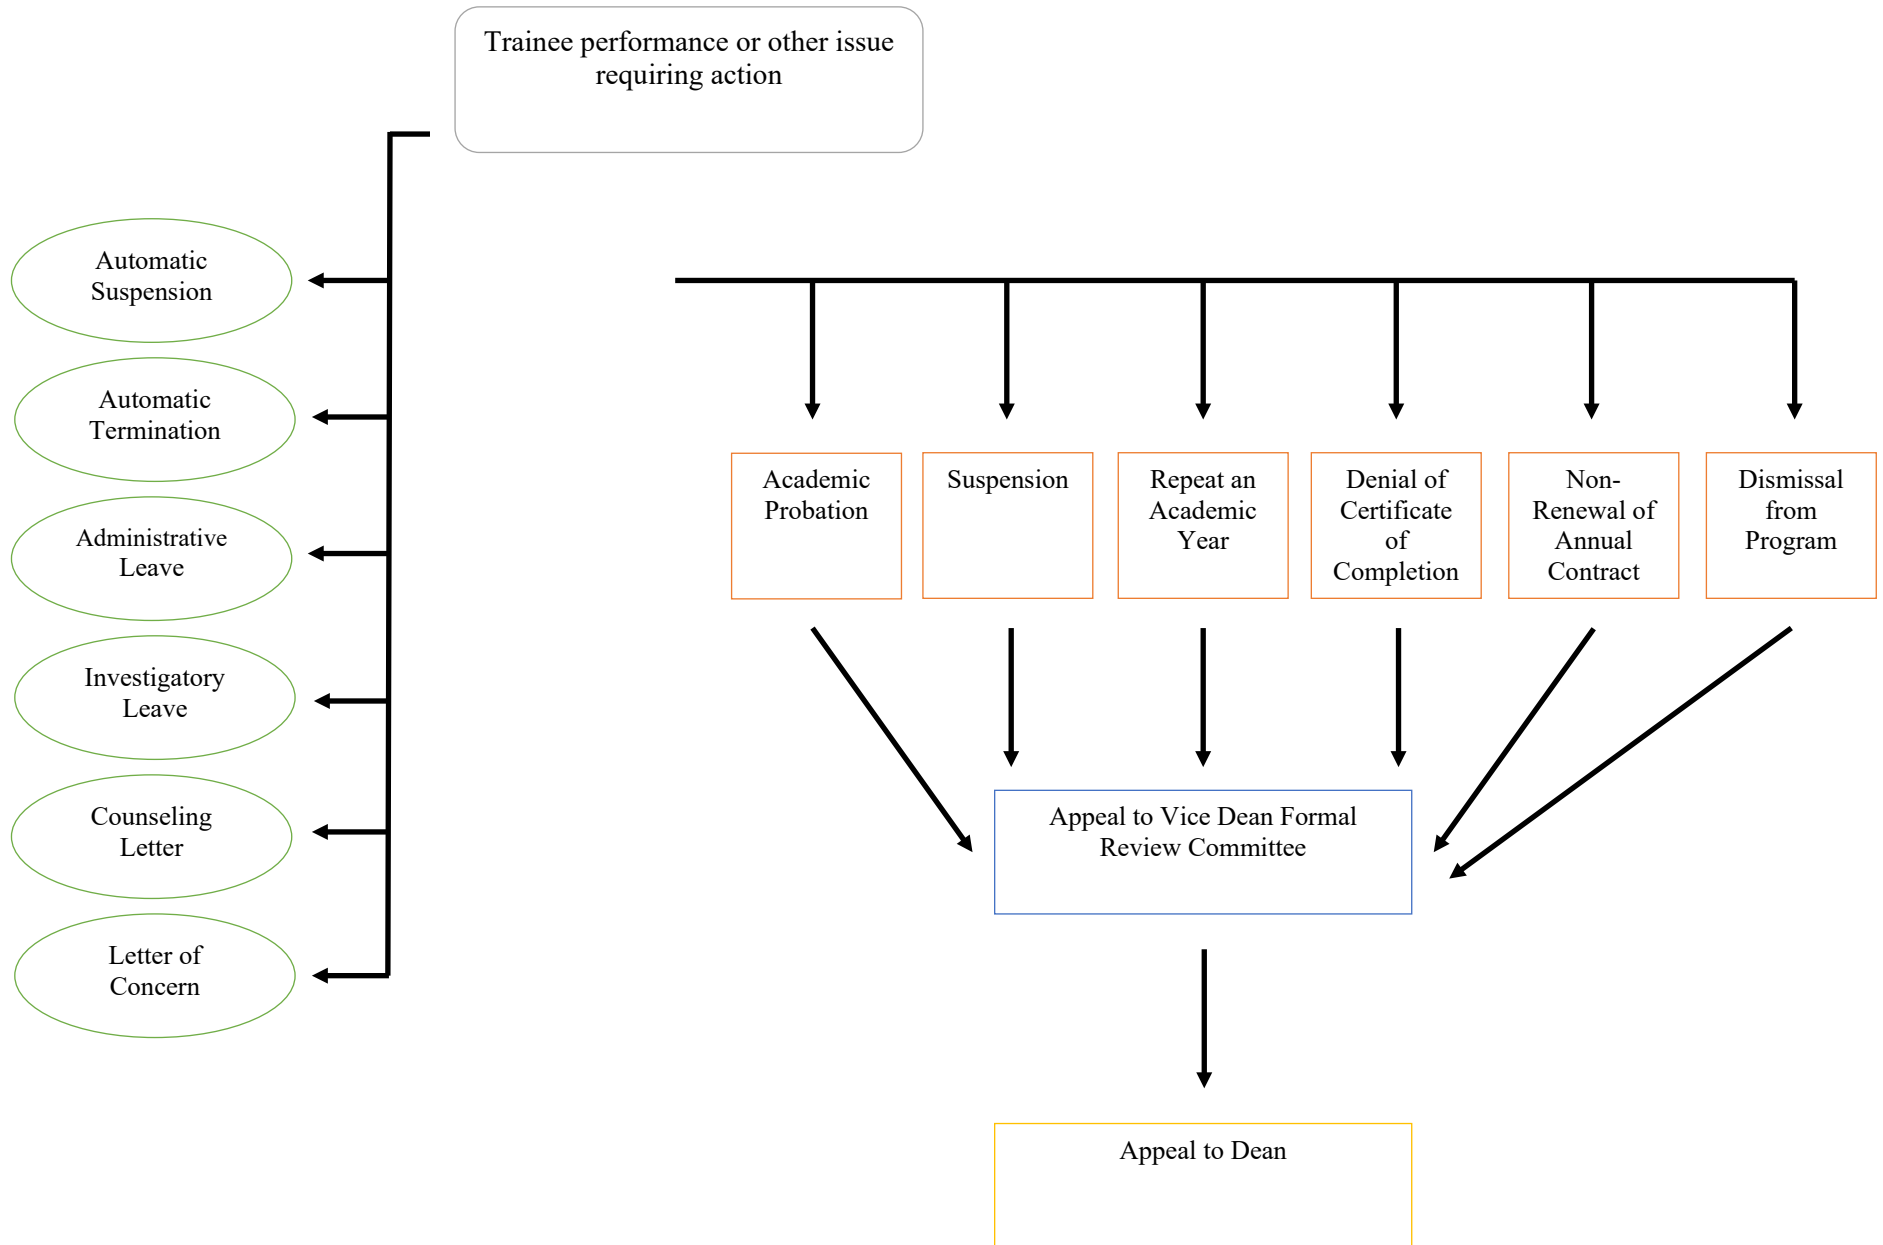 Trainee performance or other issue
requiring action
Automatic
Suspension
Automatic
Termination
Administrative
Leave
Investigatory
Leave
Counseling
Letter
Letter of
Concern
Academic
Probation
Suspension
Repeat an
Academic
Year
Denial of
Certificate
of
Completion
Non-
Renewal of
Annual
Contract
Dismissal
from
Program
Appeal to Vice Dean Formal
Review Committee
Appeal to Dean